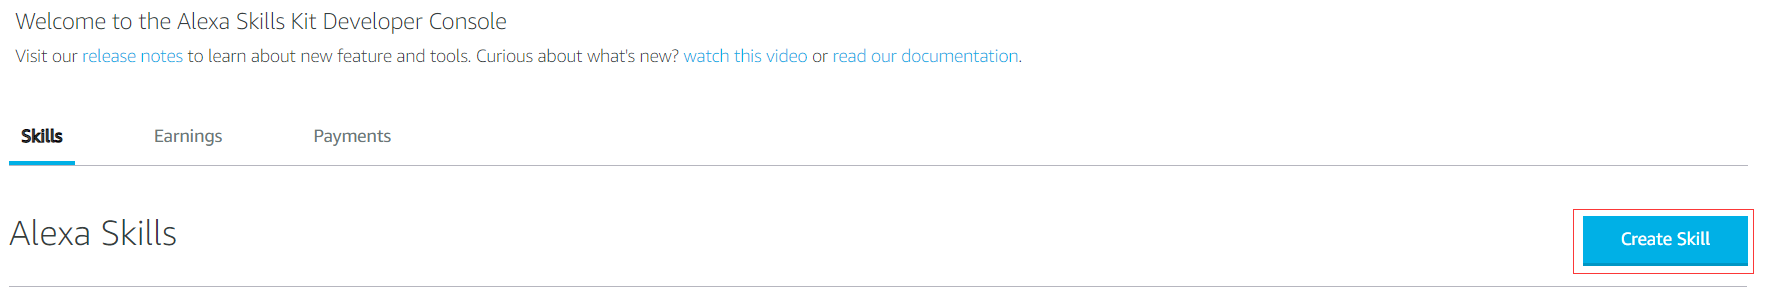 Welcome to the Alexa Skills Kit Developer Console
Visit our release notes to learn about new feature and tools. Curious about what's new? watch this video or read our documentation.
Skills Earnings Payments
Alexa Skills
Create Skill